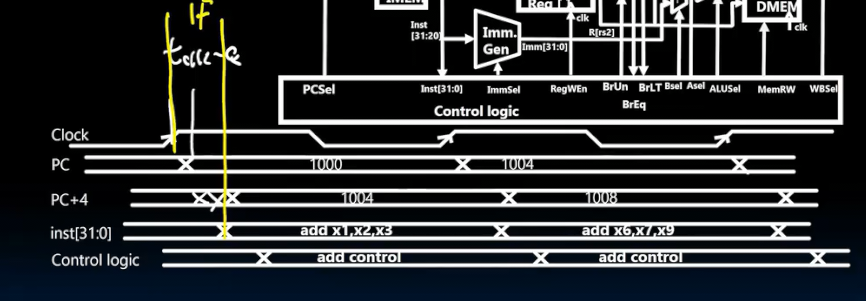 IF
t_clk-Q
IMEM
Reg
clk
DMEM
clk
Inst
[31:20]
Imm.
Gen
Imm[31:0]
R[rs2]
PCSel
Inst[31:0]
ImmSel
RegWEn
BrUn
BrLT
BrEq
Bsel
Asel
ALUSel
MemRW
WBSel
Control logic
Clock
PC 1000 1004
PC+4 1004 1008
inst[31:0] add x1,x2,x3 add x6,x7,x9
Control logic add control add control